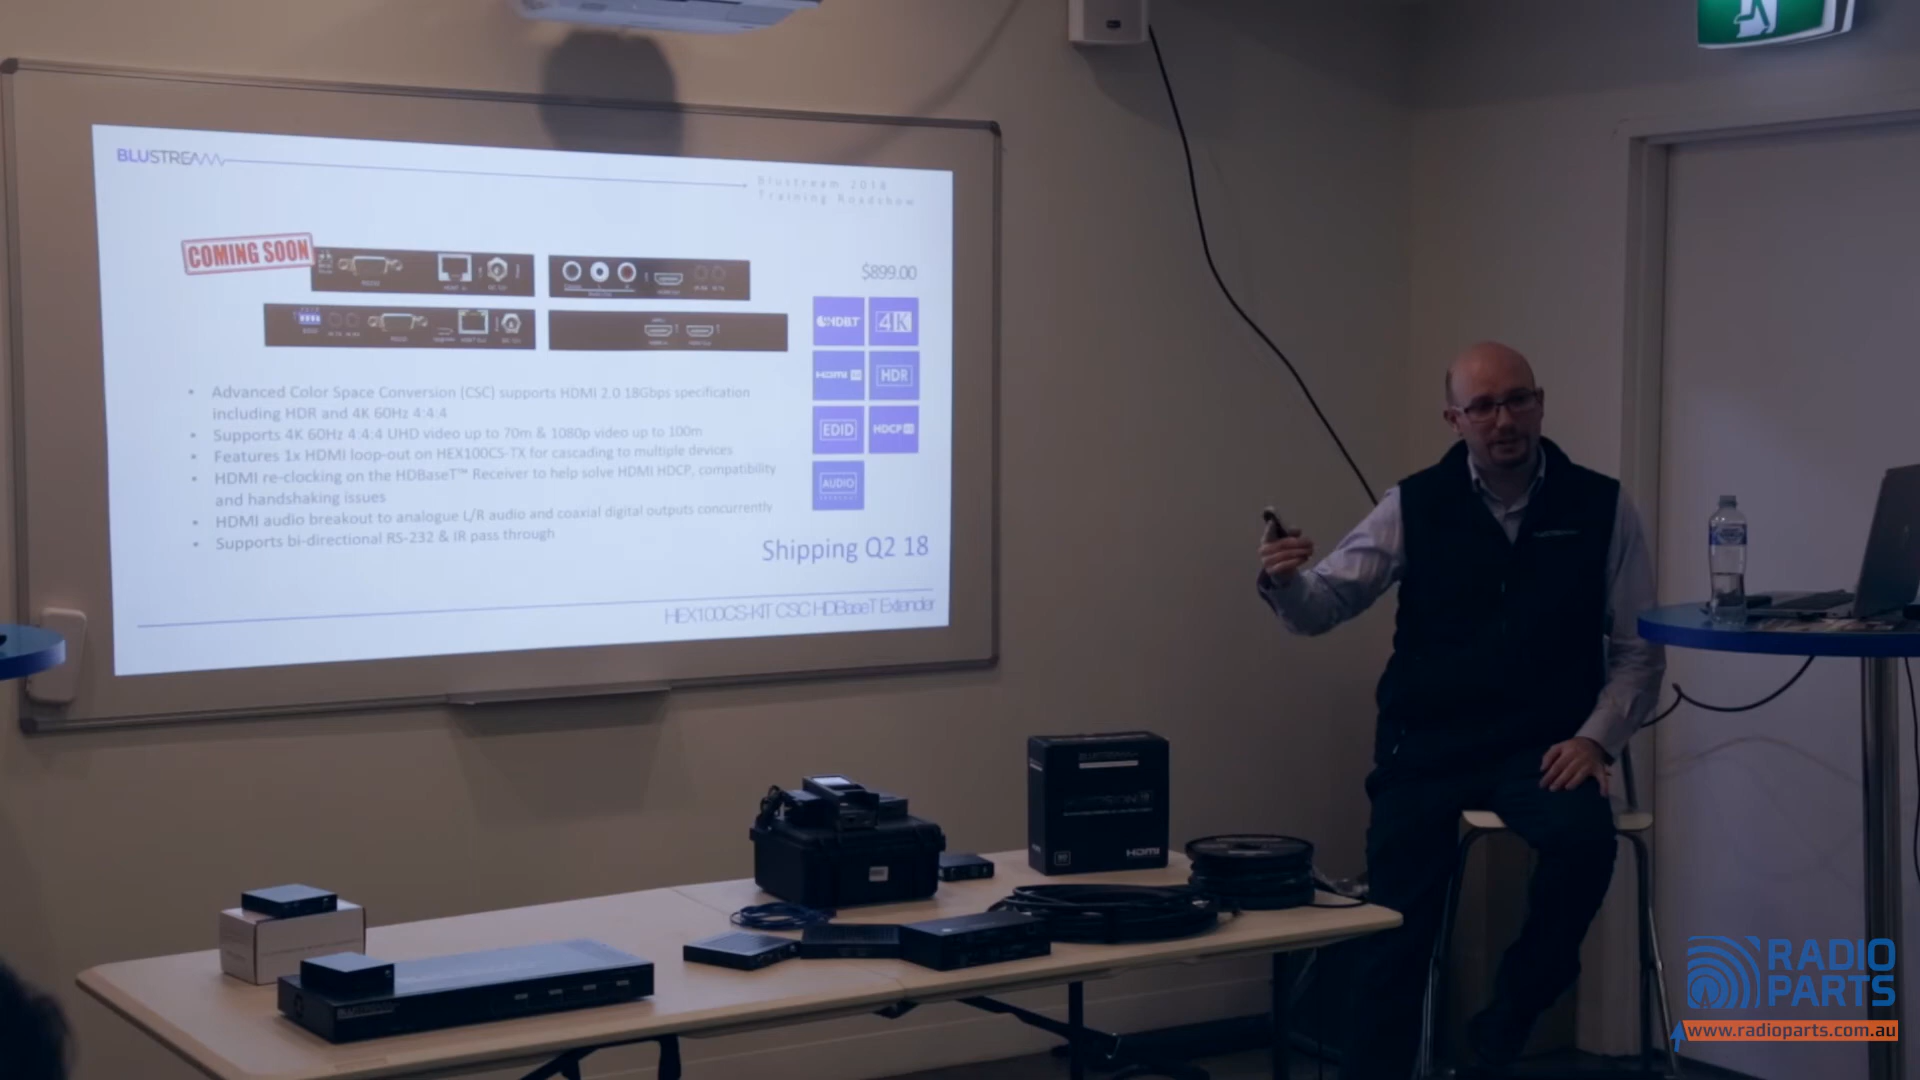 BLUSTREAM
Blustream 2018
Training Roadshow
COMING SOON
$899.00
HDBT
4K
HDMI
HDR
EDID
HDCP
AUDIO
• Advanced Color Space Conversion (CSC) supports HDMI 2.0 18Gbps specification
including HDR and 4K 60Hz 4:4:4
• Supports 4K 60Hz 4:4:4 UHD video up to 70m & 1080p video up to 100m
• Features 1x HDMI loop-out on HEX100CS-TX for cascading to multiple devices
• HDMI re-clocking on the HDBaseT™ Receiver to help solve HDMI HDCP, compatibility
and handshaking issues
• HDMI audio breakout to analogue L/R audio and coaxial digital outputs concurrently
• Supports bi-directional RS-232 & IR pass through
Shipping Q2 18
HEX100CS-KIT CSC HDBaseT Extender
BLUSTREAM
HDMI
RADIO
PARTS
www.radioparts.com.au